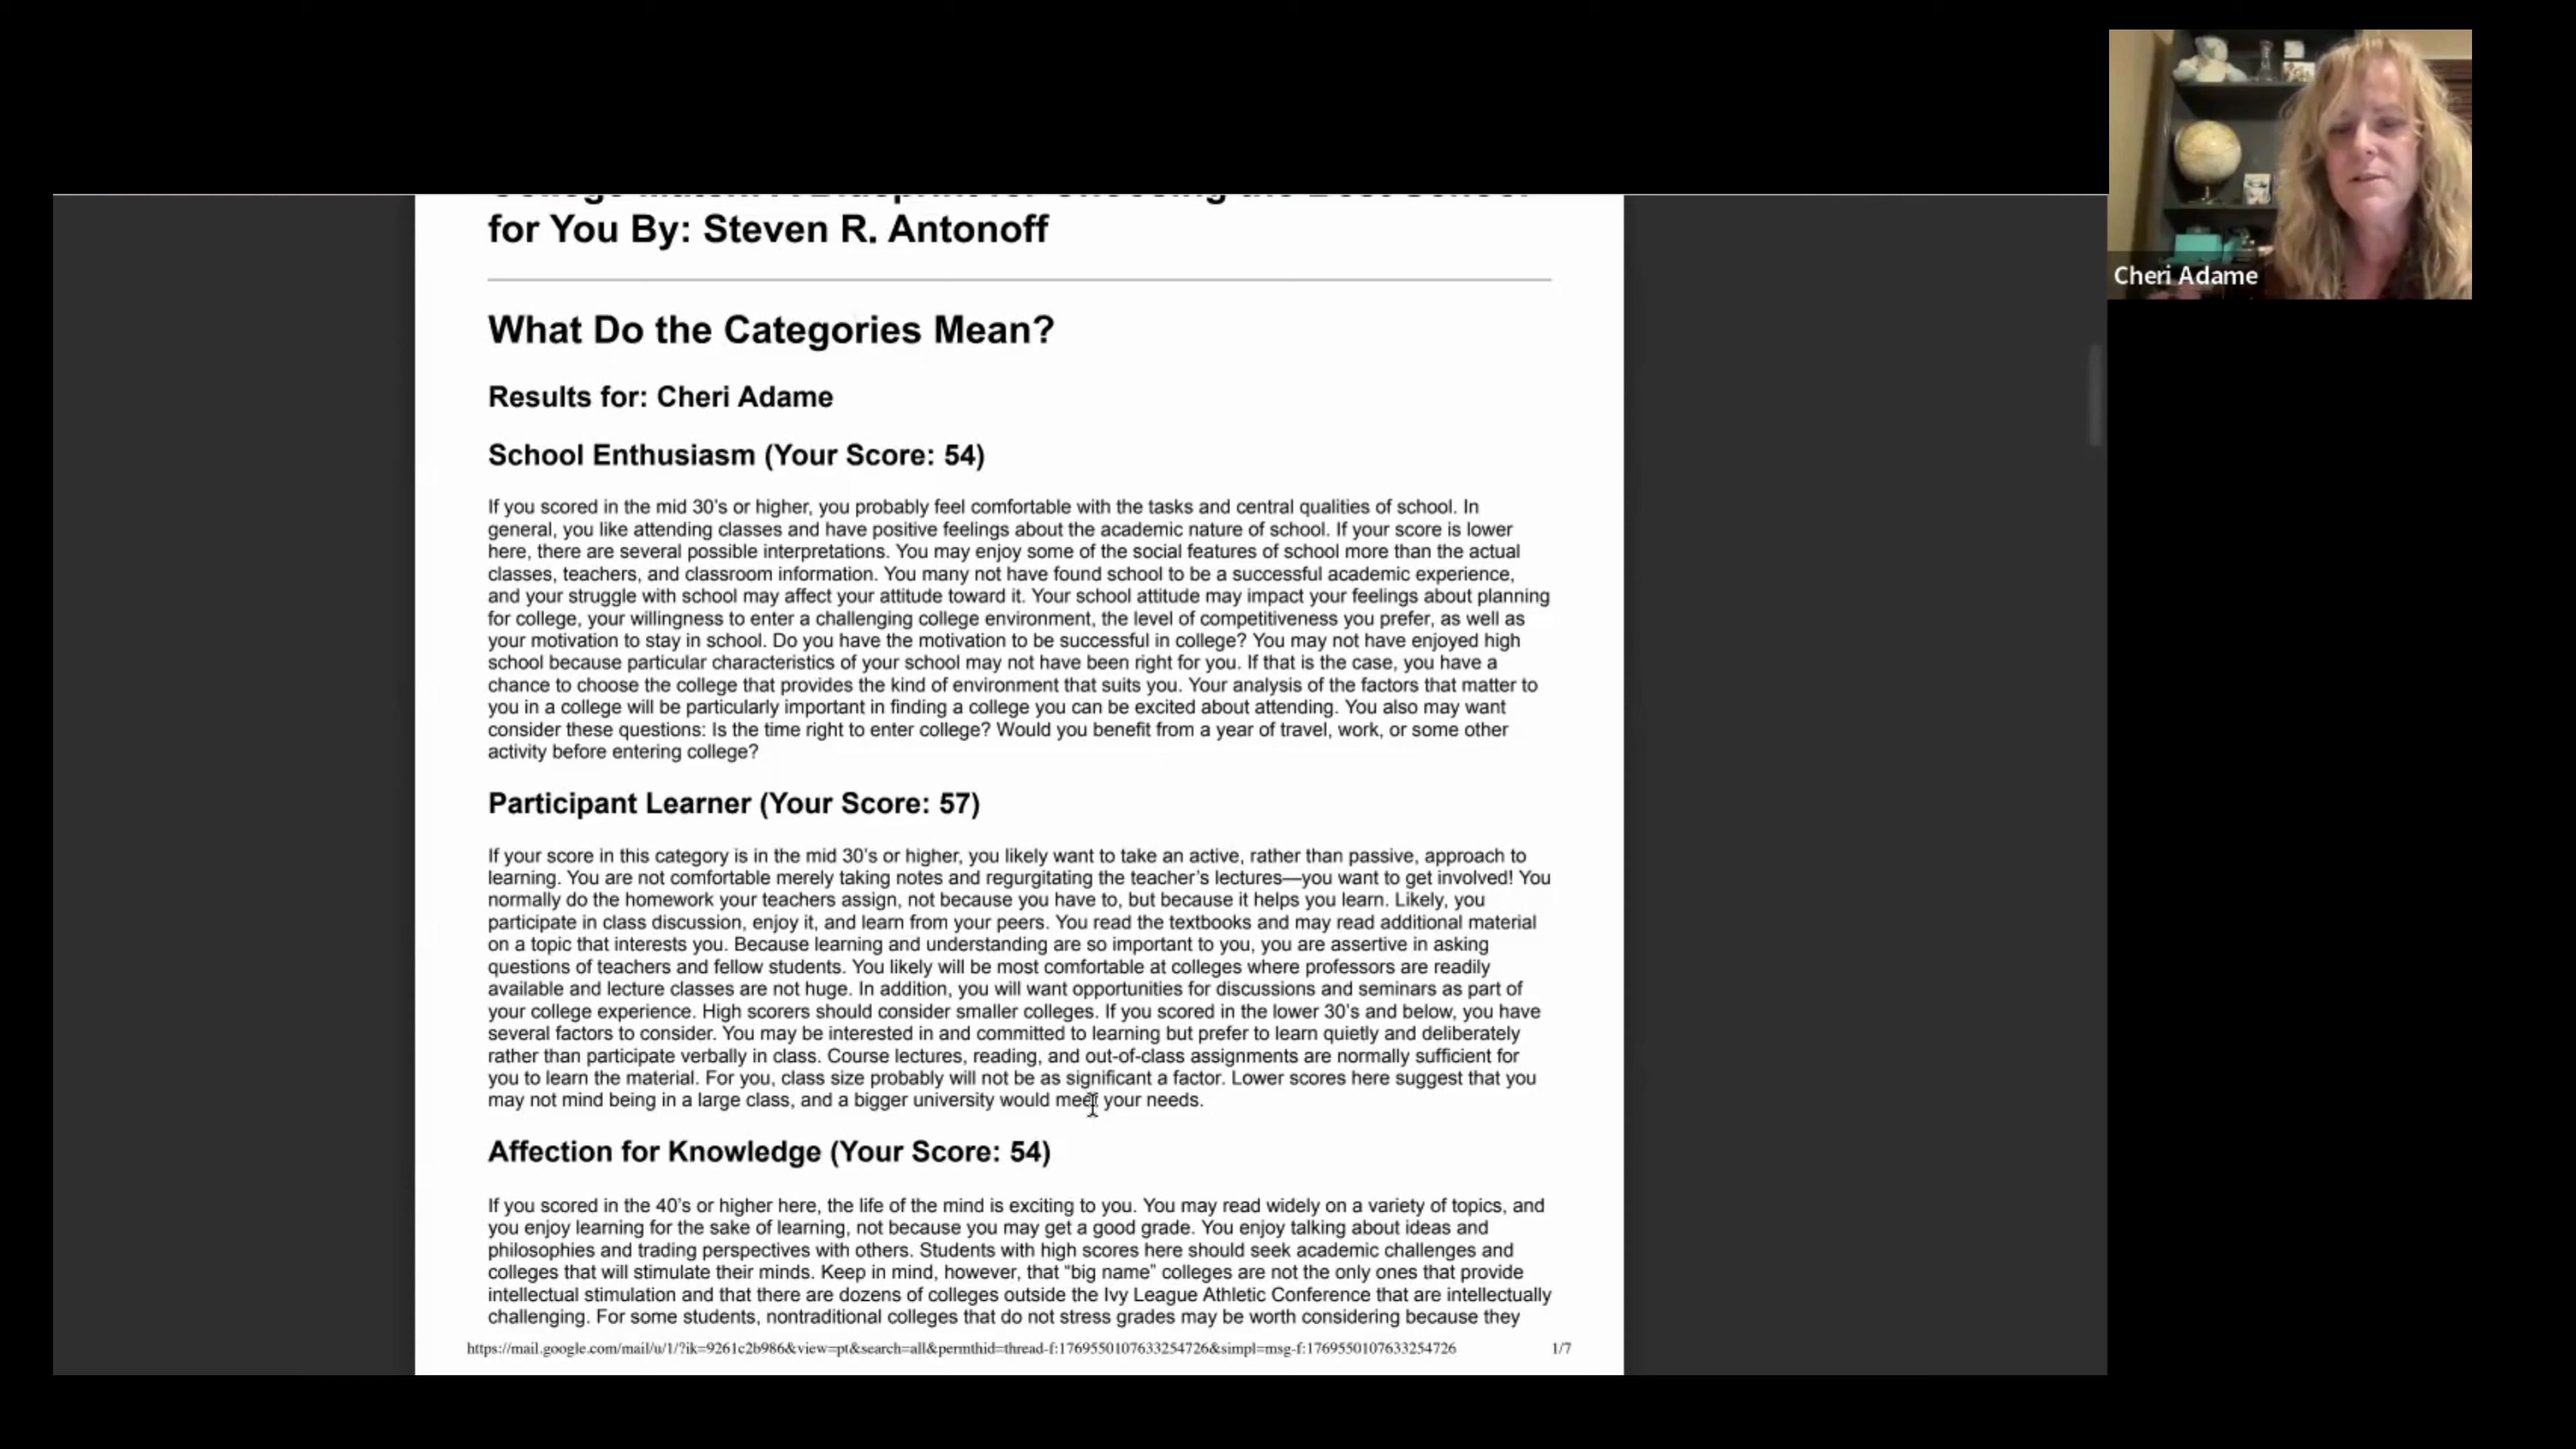 for You By: Steven R. Antonoff
What Do the Categories Mean?
Results for: Cheri Adame
School Enthusiasm (Your Score: 54)
If you scored in the mid 30's or higher, you probably feel comfortable with the tasks and central qualities of school. In
general, you like attending classes and have positive feelings about the academic nature of school. If your score is lower
here, there are several possible interpretations. You may enjoy some of the social features of school more than the actual
classes, teachers, and classroom information. You many not have found school to be a successful academic experience,
and your struggle with school may affect your attitude toward it. Your school attitude may impact your feelings about planning
for college, your willingness to enter a challenging college environment, the level of competitiveness you prefer, as well as
your motivation to stay in school. Do you have the motivation to be successful in college? You may not have enjoyed high
school because particular characteristics of your school may not have been right for you. If that is the case, you have a
chance to choose the college that provides the kind of environment that suits you. Your analysis of the factors that matter to
you in a college will be particularly important in finding a college you can be excited about attending. You also may want
consider these questions: Is the time right to enter college? Would you benefit from a year of travel, work, or some other
activity before entering college?
Participant Learner (Your Score: 57)
If your score in this category is in the mid 30's or higher, you likely want to take an active, rather than passive, approach to
learning. You are not comfortable merely taking notes and regurgitating the teacher's lectures—you want to get involved! You
normally do the homework your teachers assign, not because you have to, but because it helps you learn. Likely, you
participate in class discussion, enjoy it, and learn from your peers. You read the textbooks and may read additional material
on a topic that interests you. Because learning and understanding are so important to you, you are assertive in asking
questions of teachers and fellow students. You likely will be most comfortable at colleges where professors are readily
available and lecture classes are not huge. In addition, you will want opportunities for discussions and seminars as part of
your college experience. High scorers should consider smaller colleges. If you scored in the lower 30's and below, you have
several factors to consider. You may be interested in and committed to learning but prefer to learn quietly and deliberately
rather than participate verbally in class. Course lectures, reading, and out-of-class assignments are normally sufficient for
you to learn the material. For you, class size probably will not be as significant a factor. Lower scores here suggest that you
may not mind being in a large class, and a bigger university would meet your needs.
Affection for Knowledge (Your Score: 54)
If you scored in the 40's or higher here, the life of the mind is exciting to you. You may read widely on a variety of topics, and
you enjoy learning for the sake of learning, not because you may get a good grade. You enjoy talking about ideas and
philosophies and trading perspectives with others. Students with high scores here should seek academic challenges and
colleges that will stimulate their minds. Keep in mind, however, that “big name” colleges are not the only ones that provide
intellectual stimulation and that there are dozens of colleges outside the Ivy League Athletic Conference that are intellectually
challenging. For some students, nontraditional colleges that do not stress grades may be worth considering because they
https://mail.google.com/mail/u/1/?ik=9261c2b986&view=pt&search=all&permthid=thread-f:1769550107633254726&simpl=msg-f:1769550107633254726 1/7
Cheri Adame